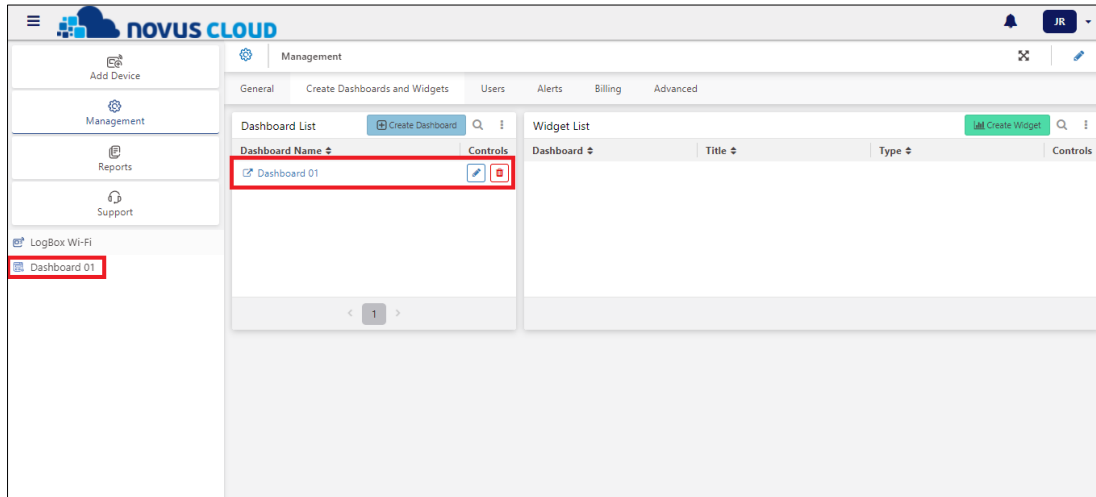 NOVUS CLOUD
JR
Add Device
Management
Reports
Support
LogBox Wi-Fi
Dashboard 01
Management
General Create Dashboards and Widgets Users Alerts Billing Advanced
Dashboard List Create Dashboard
Dashboard Name Controls
Dashboard 01
1
Widget List Create Widget
Dashboard Title Type Controls